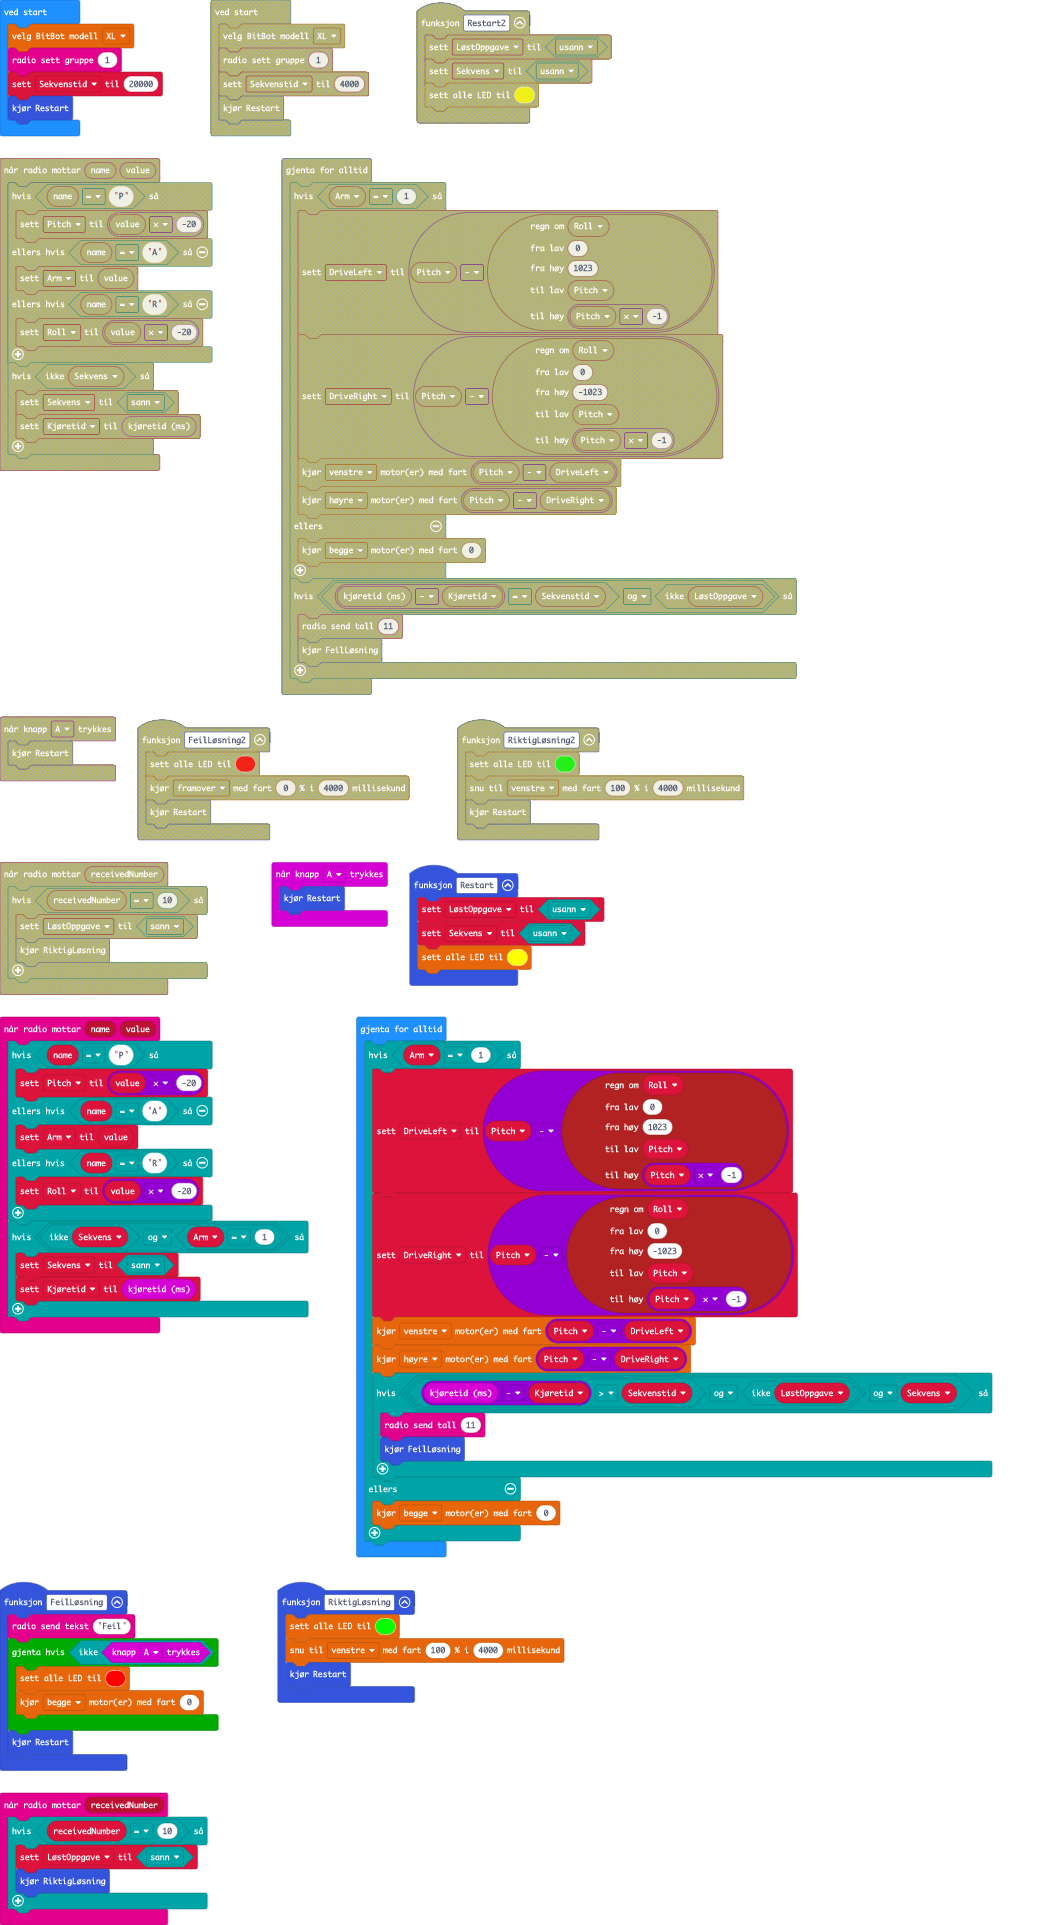 ved start
velg BitBot modell XL
radio sett gruppe 1
sett Sekvenstid til 20000
kjør Restart
ved start
velg BitBot modell XL
radio sett gruppe 1
sett Sekvenstid til 4000
kjør Restart
funksjon Restart2
sett LøstOppgave til usann
sett Sekvens til usann
sett alle LED til
når radio mottar name value
hvis name = "P" så
sett Pitch til value × -20
ellers hvis name = "A" så
sett Arm til value
ellers hvis name = "R" så
sett Roll til value × -20
hvis ikke Sekvens så
sett Sekvens til sann
sett Kjøretid til kjøretid (ms)
gjenta for alltid
hvis Arm = 1 så
sett DriveLeft til Pitch - regn om Roll
fra lav 0
fra høy 1023
til lav Pitch
til høy Pitch × -1
sett DriveRight til Pitch - regn om Roll
fra lav 0
fra høy -1023
til lav Pitch
til høy Pitch × -1
kjør venstre motor(er) med fart Pitch - DriveLeft
kjør høyre motor(er) med fart Pitch - DriveRight
ellers
kjør begge motor(er) med fart 0
hvis kjøretid (ms) - Kjøretid = Sekvenstid og ikke LøstOppgave så
radio send tall 11
kjør FeilLøsning
når knapp A trykkes
kjør Restart
funksjon FeilLøsning2
sett alle LED til
kjør framover med fart 0 % i 4000 millisekund
kjør Restart
funksjon RiktigLøsning2
sett alle LED til
snu til venstre med fart 100 % i 4000 millisekund
kjør Restart
når radio mottar receivedNumber
hvis receivedNumber = 10 så
sett LøstOppgave til sann
kjør RiktigLøsning
når knapp A trykkes
kjør Restart
funksjon Restart
sett LøstOppgave til usann
sett Sekvens til usann
sett alle LED til
når radio mottar name value
hvis name = "P" så
sett Pitch til value × -20
ellers hvis name = "A" så
sett Arm til value
ellers hvis name = "R" så
sett Roll til value × -20
hvis ikke Sekvens og Arm = 1 så
sett Sekvens til sann
sett Kjøretid til kjøretid (ms)
gjenta for alltid
hvis Arm = 1 så
sett DriveLeft til Pitch - regn om Roll
fra lav 0
fra høy 1023
til lav Pitch
til høy Pitch × -1
sett DriveRight til Pitch - regn om Roll
fra lav 0
fra høy -1023
til lav Pitch
til høy Pitch × -1
kjør venstre motor(er) med fart Pitch - DriveLeft
kjør høyre motor(er) med fart Pitch - DriveRight
hvis kjøretid (ms) - Kjøretid > Sekvenstid og ikke LøstOppgave og Sekvens så
radio send tall 11
kjør FeilLøsning
ellers
kjør begge motor(er) med fart 0
funksjon FeilLøsning
radio send tekst "Feil"
gjenta hvis ikke knapp A trykkes
sett alle LED til
kjør begge motor(er) med fart 0
kjør Restart
funksjon RiktigLøsning
sett alle LED til
snu til venstre med fart 100 % i 4000 millisekund
kjør Restart
når radio mottar receivedNumber
hvis receivedNumber = 10 så
sett LøstOppgave til sann
kjør RiktigLøsning